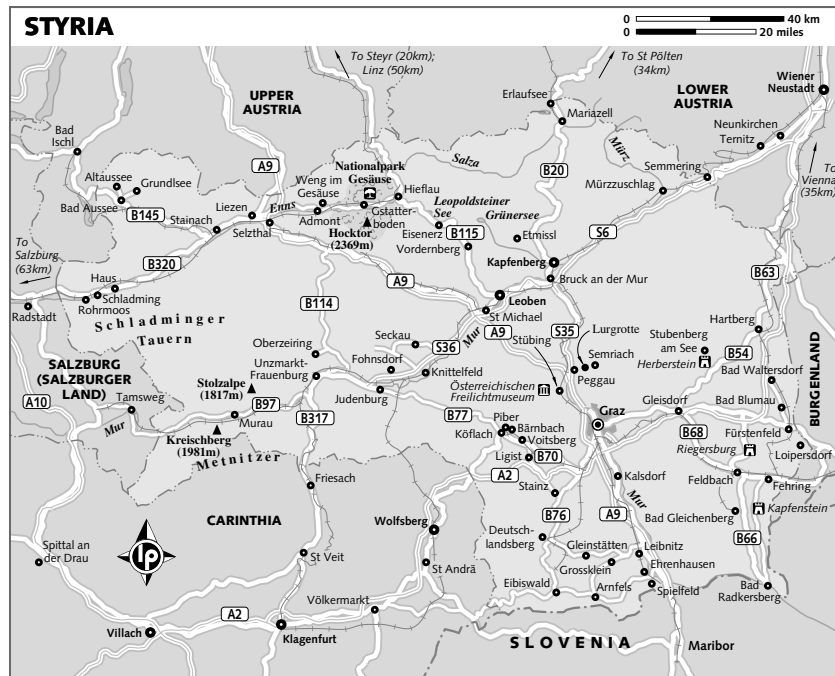 STYRIA
0 40 km
0 20 miles
To Steyr (20km);
Linz (50km)
To St Pölten
(34km)
Wiener
Neustadt
UPPER
AUSTRIA
LOWER
AUSTRIA
Erlaufsee
Mariazell
Neunkirchen
Ternitz
Bad
Ischl
Salza
Mürz
Semmering
To
Vienna
(35km)
A9
Nationalpark
Gesäuse
B20
Altaussee
Grundlsee
Weng im
Gesäuse
Hieflau
Mürzzuschlag
Bad Aussee
Liezen
Enns
Leopoldsteiner
See
Grünersee
B145
Stainach
Admont
Gstatter-
boden
S6
Selzthal
Hocktor
(2369m)
Eisenerz
B115
Etmissl
Vordernberg
To
Salzburg
(63km)
B320
Kapfenberg
B63
Haus
A9
Bruck an der Mur
Schladming
Rohrmoos
B114
Leoben
Radstadt
St Michael
Schladminger
Tauern
Mur
A9
S35
Lurgrotte
Hartberg
Oberzeiring
Seckau
S36
Stübing
Stubenberg
am See
Semriach
Herberstein
B54
SALZBURG
(SALZBURGER
LAND)
Unzmarkt-
Frauenburg
Fohnsdorf
Knittelfeld
Peggau
Bad Waltersdorf
Stolzalpe
(1817m)
Judenburg
Österreichischen
Freilichtmuseum
BURGENLAND
A10
Tamsweg
B97
B317
B77
Graz
Gleisdorf
Bad Blumau
Mur
Murau
Piber
Bärnbach
B68
Fürstenfeld
Kreischberg
(1981m)
Köflach
Voitsberg
Riegersburg
Metnitzer
Ligist
B70
Loipersdorf
A2
Kalsdorf
Feldbach
Friesach
Stainz
Mur
Fehring
B76
A9
Bad Gleichenberg
Kapfenstein
CARINTHIA
Wolfsberg
Deutsch-
landsberg
Gleinstätten
Leibnitz
B66
lp
Spittal an
der Drau
St Veit
St Andrä
Grossklein
Ehrenhausen
Eibiswald
Arnfels
Spielfeld
Bad
Radkersberg
Völkermarkt
A2
Villach
Klagenfurt
SLOVENIA
Maribor